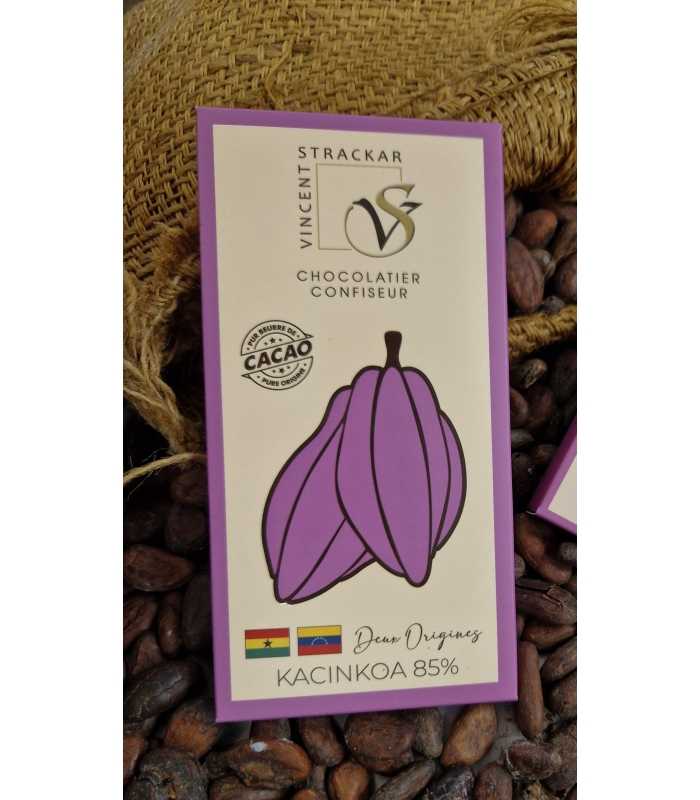 VINCENT
STRACKAR
VS
CHOCOLATIER
CONFISEUR
PUR BEURRE DE
CACAO
PURE ORIGINE
Deux Origines
KACINKOA 85%